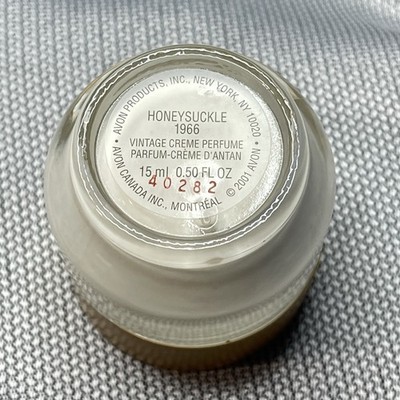 • AVON PRODUCTS, INC., NEW YORK, NY 10020 •
HONEYSUCKLE
1966
VINTAGE CREME PERFUME
PARFUM-CRÈME D'ANTAN
15 ml 0.50 FL OZ
40282
AVON CANADA INC., MONTRÉAL
© 2001 AVON •